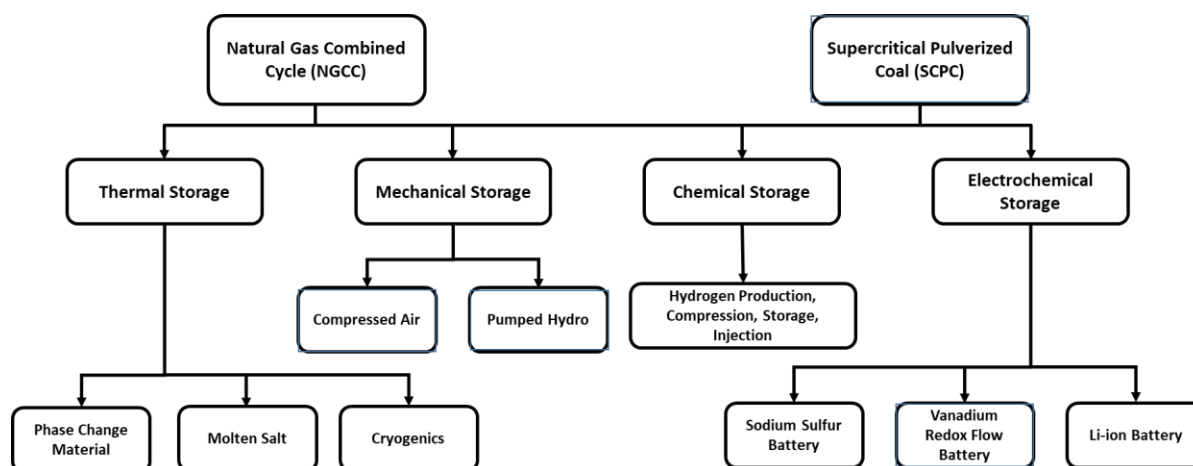 Natural Gas Combined
Cycle (NGCC)
Supercritical Pulverized
Coal (SCPC)
Thermal Storage
Mechanical Storage
Chemical Storage
Electrochemical
Storage
Compressed Air
Pumped Hydro
Hydrogen Production,
Compression, Storage,
Injection
Phase Change
Material
Molten Salt
Cryogenics
Sodium Sulfur
Battery
Vanadium
Redox Flow
Battery
Li-ion Battery